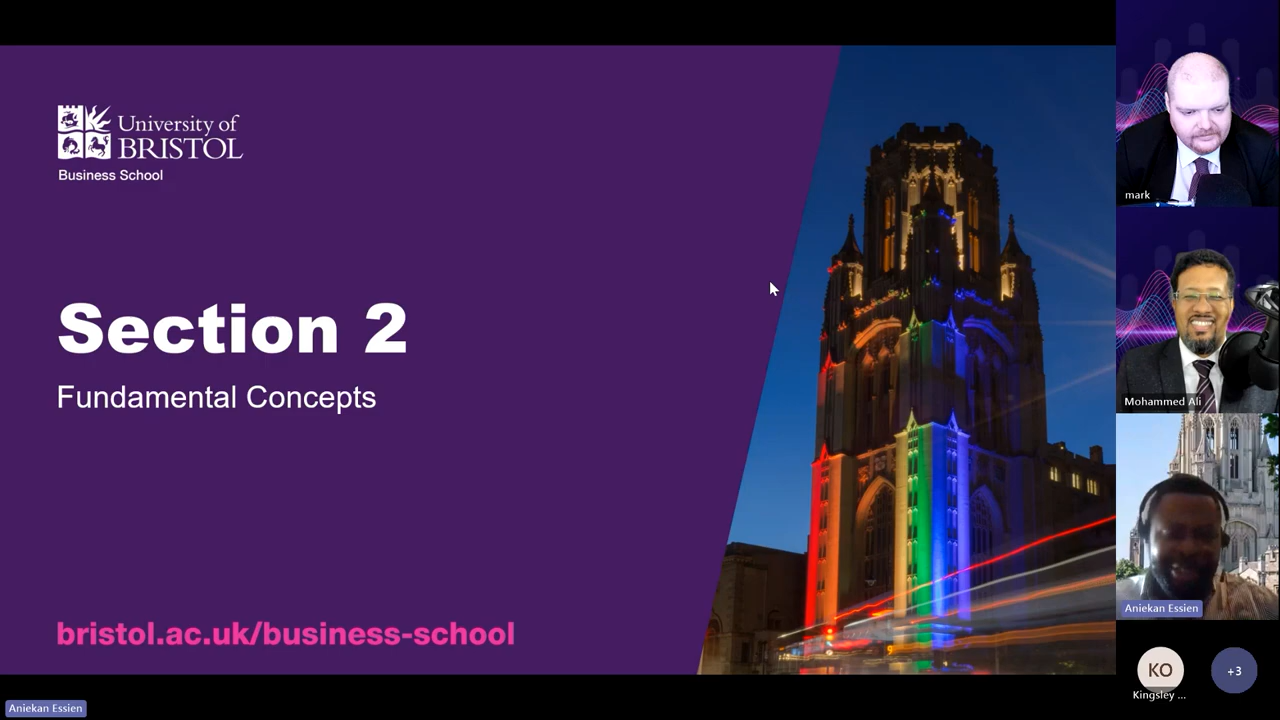 University of
BRISTOL
Business School
Section 2
Fundamental Concepts
bristol.ac.uk/business-school
Aniekan Essien
mark
Mohammed Ali
Aniekan Essien
KO
Kingsley ...
+3